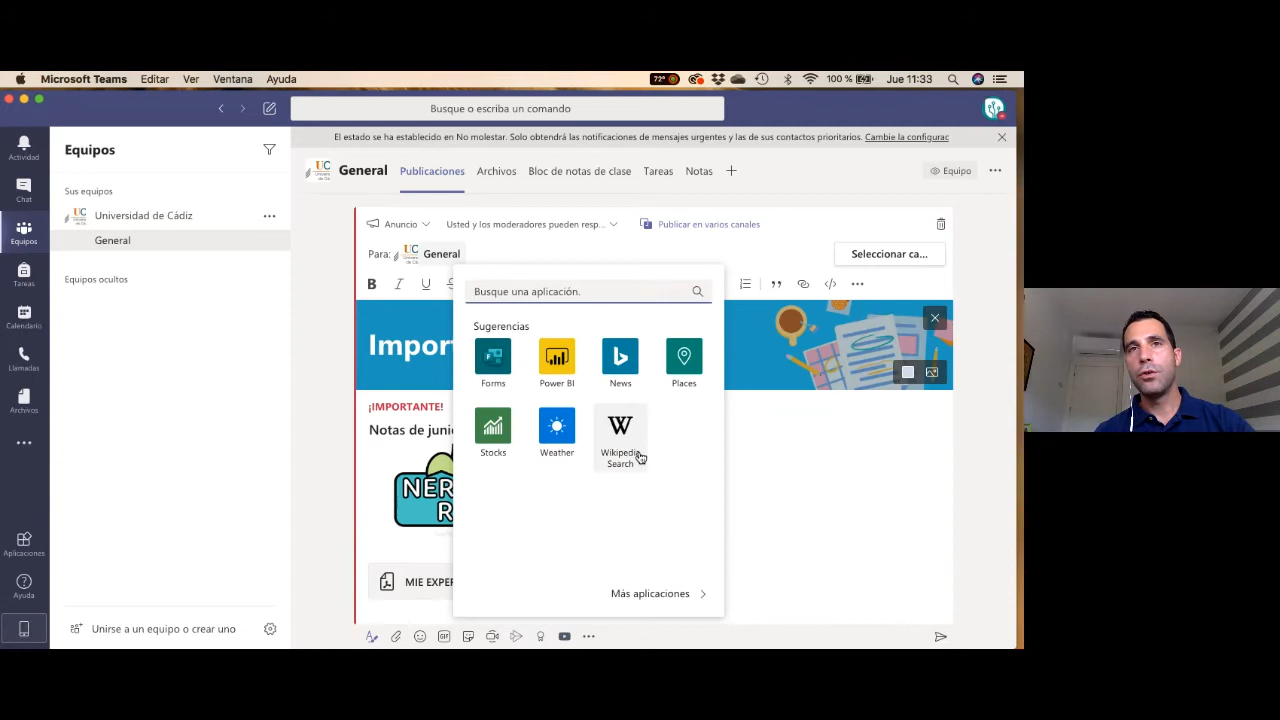 Microsoft Teams Editar Ver Ventana Ayuda 72° 100 % Jue 11:33
Busque o escriba un comando
El estado se ha establecido en No molestar. Solo obtendrá las notificaciones de mensajes urgentes y las de sus contactos prioritarios. Cambie la configurac
Actividad
Chat
Equipos
Tareas
Calendario
Llamadas
Archivos
Aplicaciones
Ayuda
Equipos
Sus equipos
Universidad de Cádiz
General
Equipos ocultos
Unirse a un equipo o crear uno
UC
General Publicaciones Archivos Bloc de notas de clase Tareas Notas Equipo
Anuncio Usted y los moderadores pueden resp... Publicar en varios canales
Para: UC General Seleccionar ca...
B I U S
Impor
¡IMPORTANTE!
Notas de juni
NER
R
MIE EXPER
GIF
Busque una aplicación.
Sugerencias
Forms Power BI News Places
W
Stocks Weather Wikipedia
Search
Más aplicaciones